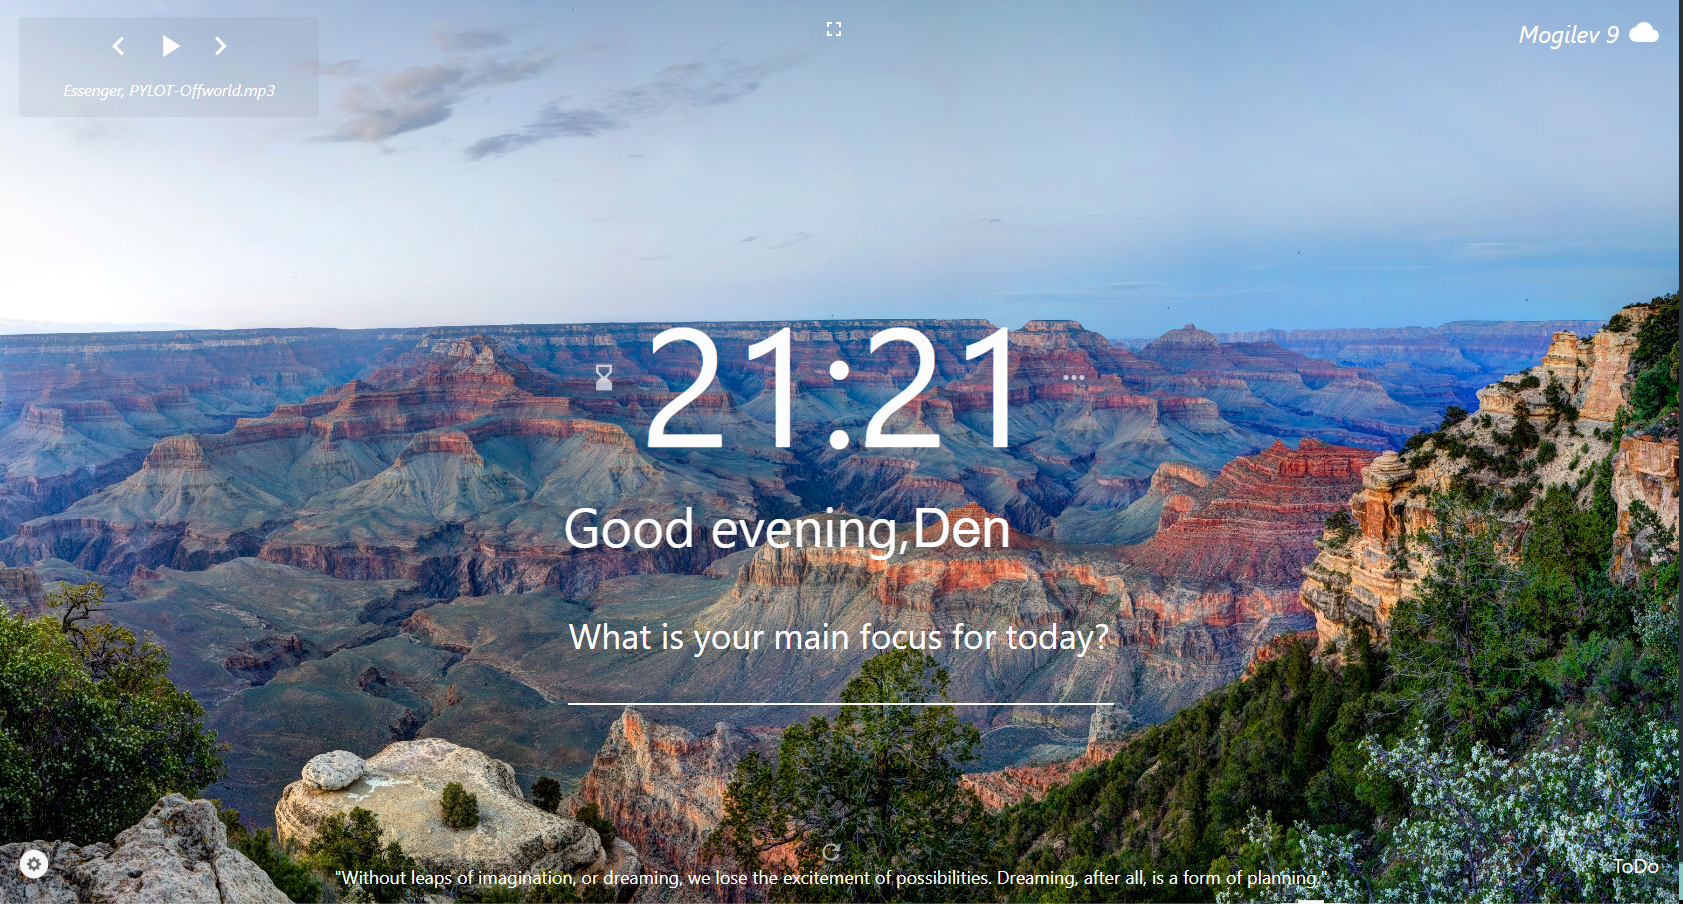 Mogilev 9
Essenger, PYLOT-Offworld.mp3
21:21
Good evening,Den
What is your main focus for today?
ToDo
"Without leaps of imagination, or dreaming, we lose the excitement of possibilities. Dreaming, after all, is a form of planning."